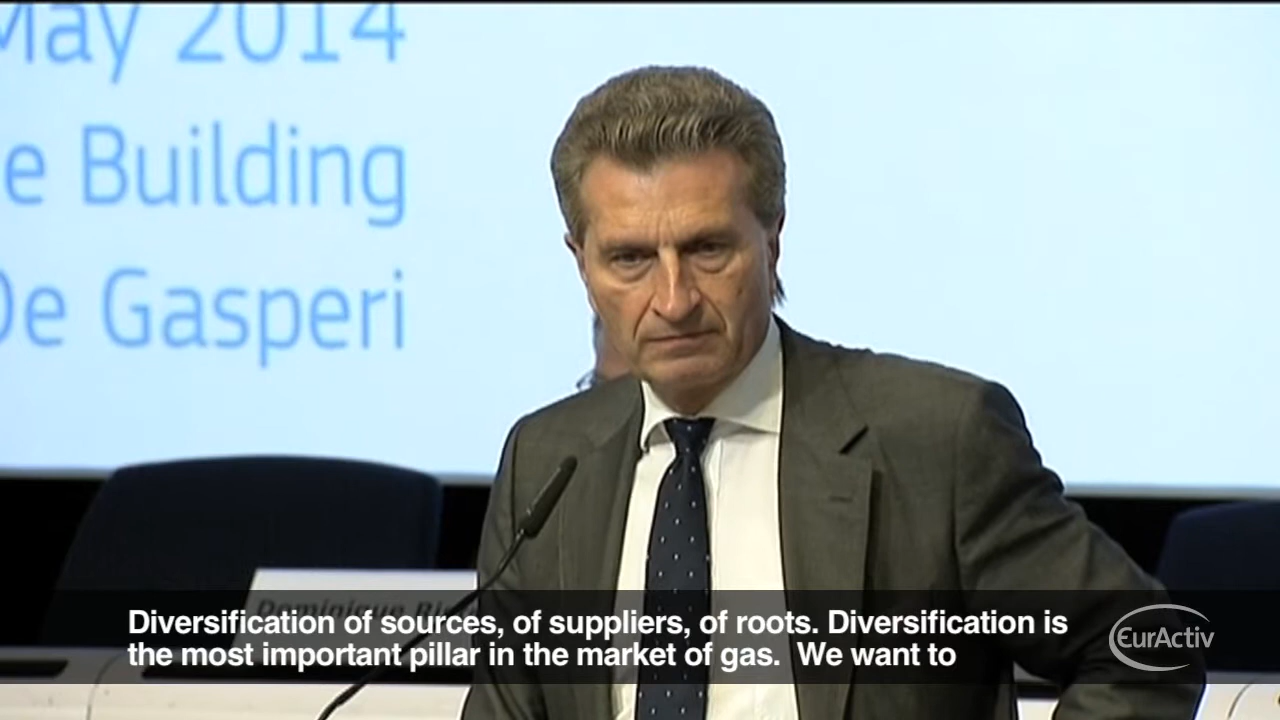 May 2014
e Building
De Gasperi
Dominique
Diversification of sources, of suppliers, of roots. Diversification is
the most important pillar in the market of gas. We want to
EurActiv